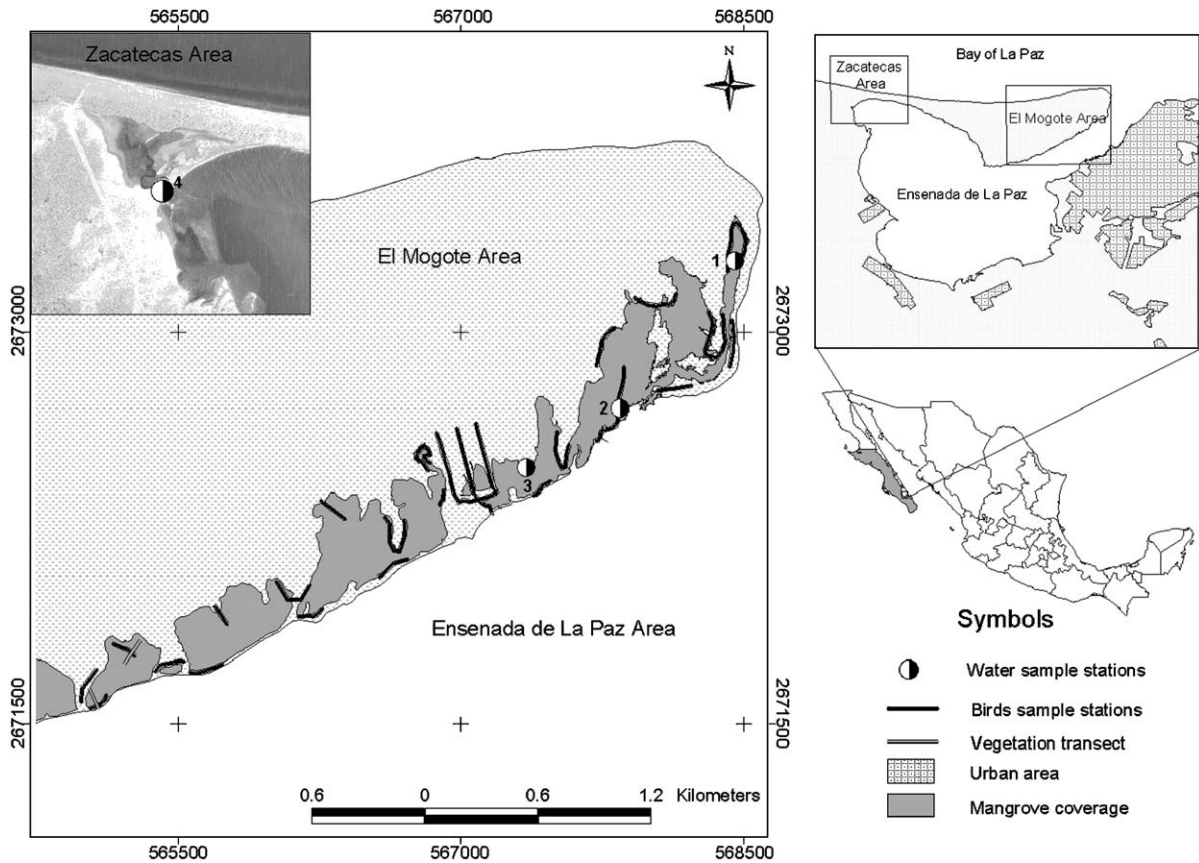 565500
567000
568500
Zacatecas Area
4
N
El Mogote Area
1
2673000
2673000
2
3
Ensenada de La Paz Area
2671500
2671500
0.6
0
0.6
1.2
Kilometers
565500
567000
568500
Bay of La Paz
Zacatecas
Area
El Mogote Area
Ensenada de La Paz
Symbols
Water sample stations
Birds sample stations
Vegetation transect
Urban area
Mangrove coverage